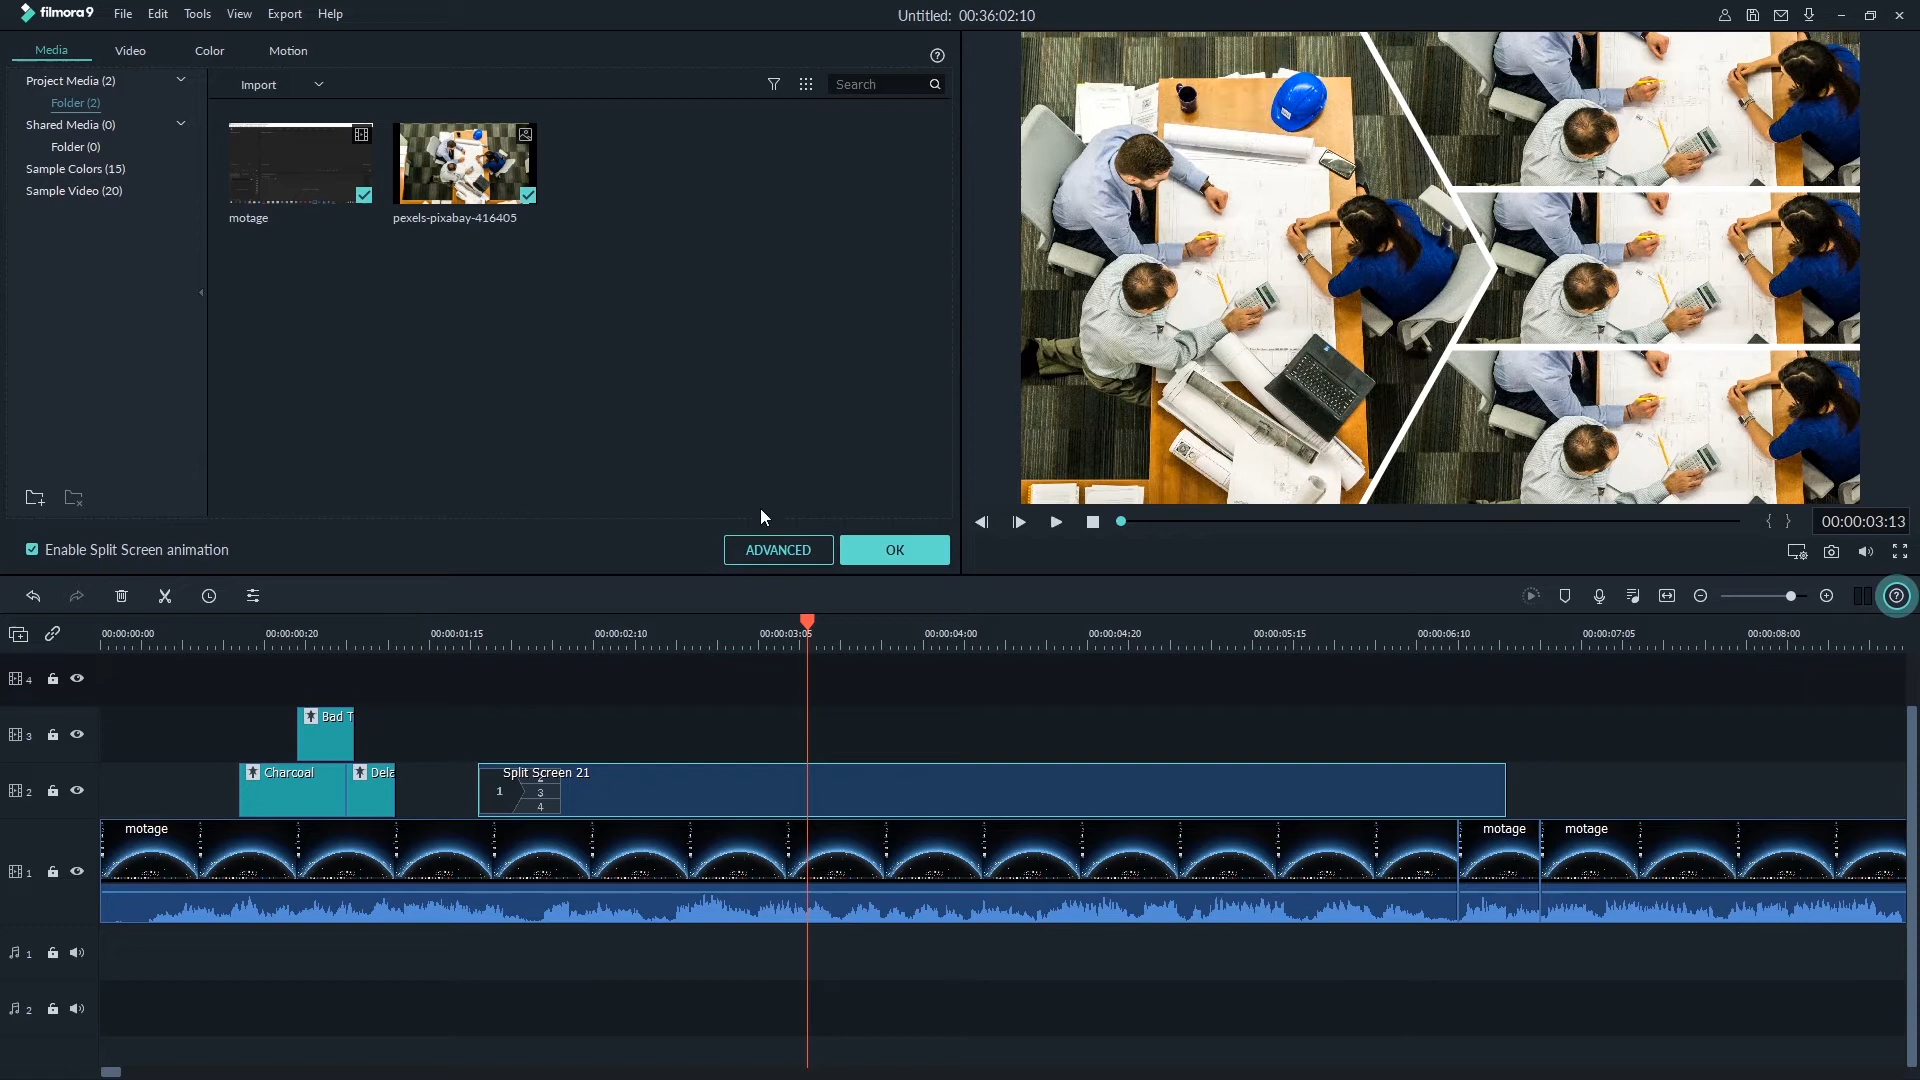 filmora9 File Edit Tools View Export Help Untitled: 00:36:02:10
Media Video Color Motion
Project Media (2)
Folder (2)
Shared Media (0)
Folder (0)
Sample Colors (15)
Sample Video (20)
Import Search
motage pexels-pixabay-416405
Enable Split Screen animation ADVANCED OK
00:00:03:13
00:00:00:00 00:00:00:20 00:00:01:15 00:00:02:10 00:00:03:05 00:00:04:00 00:00:04:20 00:00:05:15 00:00:06:10 00:00:07:05 00:00:08:00
4
3 Bad T
2 Charcoal Dela Split Screen 21
1 2 3 4
motage motage motage
1
1
2